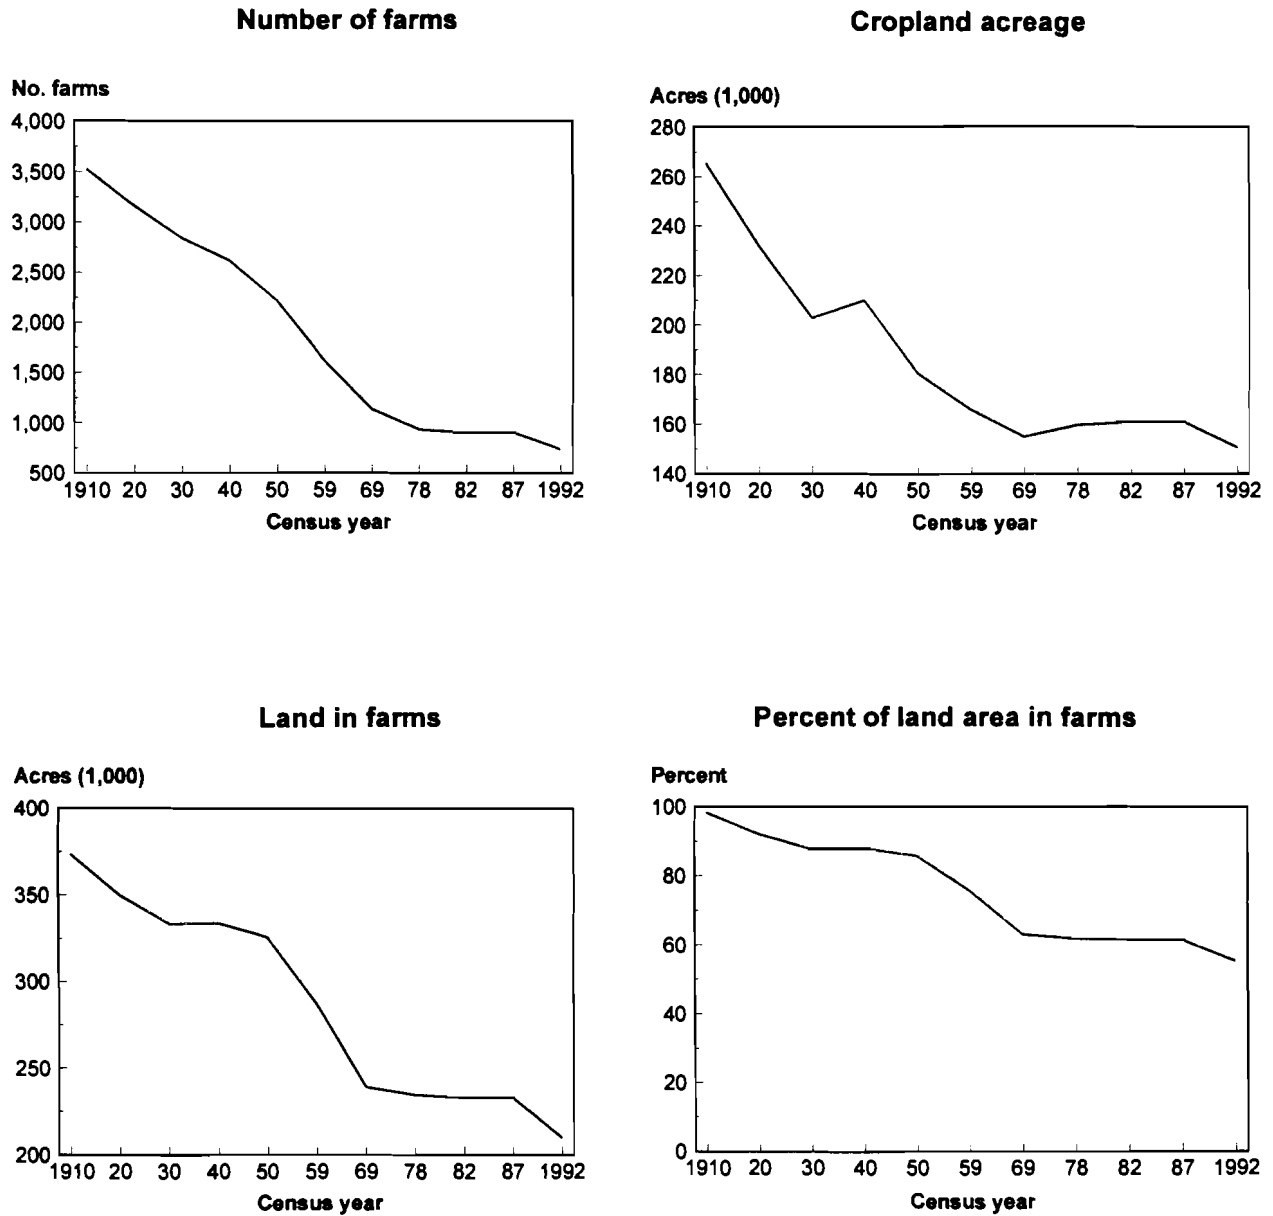 Number of farms
No. farms
4,000
3,500
3,000
2,500
2,000
1,500
1,000
500
1910 20 30 40 50 59 69 78 82 87 1992
Census year
Cropland acreage
Acres (1,000)
280
260
240
220
200
180
160
140
1910 20 30 40 50 59 69 78 82 87 1992
Census year
Land in farms
Acres (1,000)
400
350
300
250
200
1910 20 30 40 50 59 69 78 82 87 1992
Census year
Percent of land area in farms
Percent
100
80
60
40
20
0
1910 20 30 40 50 59 69 78 82 87 1992
Census year